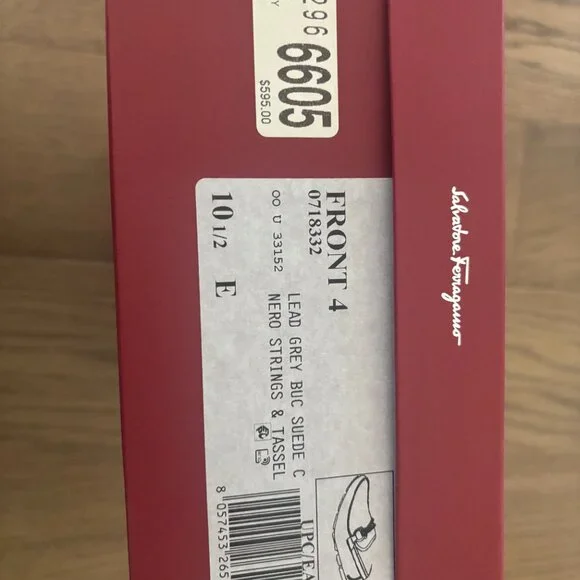 296
6605
Y
$595.00
Salvatore Ferragamo
FRONT 4
0718332
LEAD GREY BUC SUEDE C
OO U 33152 NERO STRINGS & TASSEL
10 1/2 E
UPC/EA
8 057453 265